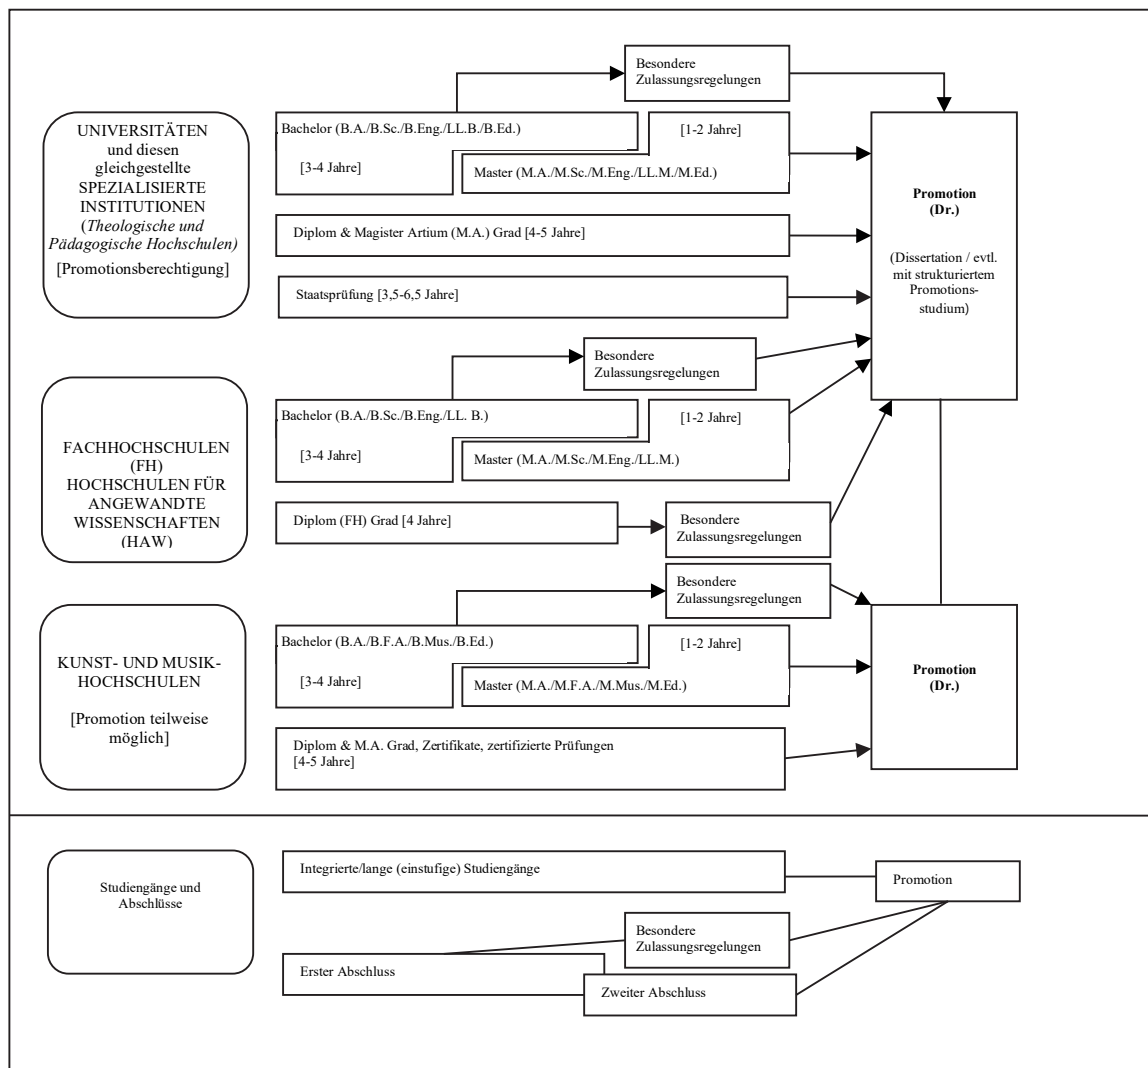 Besondere
Zulassungsregelungen
UNIVERSITÄTEN
und diesen
gleichgestellte
SPEZIALISIERTE
INSTITUTIONEN
(Theologische und
Pädagogische Hochschulen)
[Promotionsberechtigung]
Bachelor (B.A./B.Sc./B.Eng./LL.B./B.Ed.)
[3-4 Jahre]
[1-2 Jahre]
Master (M.A./M.Sc./M.Eng./LL.M./M.Ed.)
Diplom & Magister Artium (M.A.) Grad [4-5 Jahre]
Staatsprüfung [3,5-6,5 Jahre]
Promotion
(Dr.)
(Dissertation / evtl.
mit strukturiertem
Promotions-
studium)
FACHHOCHSCHULEN
(FH)
HOCHSCHULEN FÜR
ANGEWANDTE
WISSENSCHAFTEN
(HAW)
Besondere
Zulassungsregelungen
Bachelor (B.A./B.Sc./B.Eng./LL. B.)
[3-4 Jahre]
[1-2 Jahre]
Master (M.A./M.Sc./M.Eng./LL.M.)
Diplom (FH) Grad [4 Jahre]
Besondere
Zulassungsregelungen
KUNST- UND MUSIK-
HOCHSCHULEN
[Promotion teilweise
möglich]
Besondere
Zulassungsregelungen
Bachelor (B.A./B.F.A./B.Mus./B.Ed.)
[3-4 Jahre]
[1-2 Jahre]
Master (M.A./M.F.A./M.Mus./M.Ed.)
Diplom & M.A. Grad, Zertifikate, zertifizierte Prüfungen
[4-5 Jahre]
Promotion
(Dr.)
Studiengänge und
Abschlüsse
Integrierte/lange (einstufige) Studiengänge
Promotion
Besondere
Zulassungsregelungen
Erster Abschluss
Zweiter Abschluss